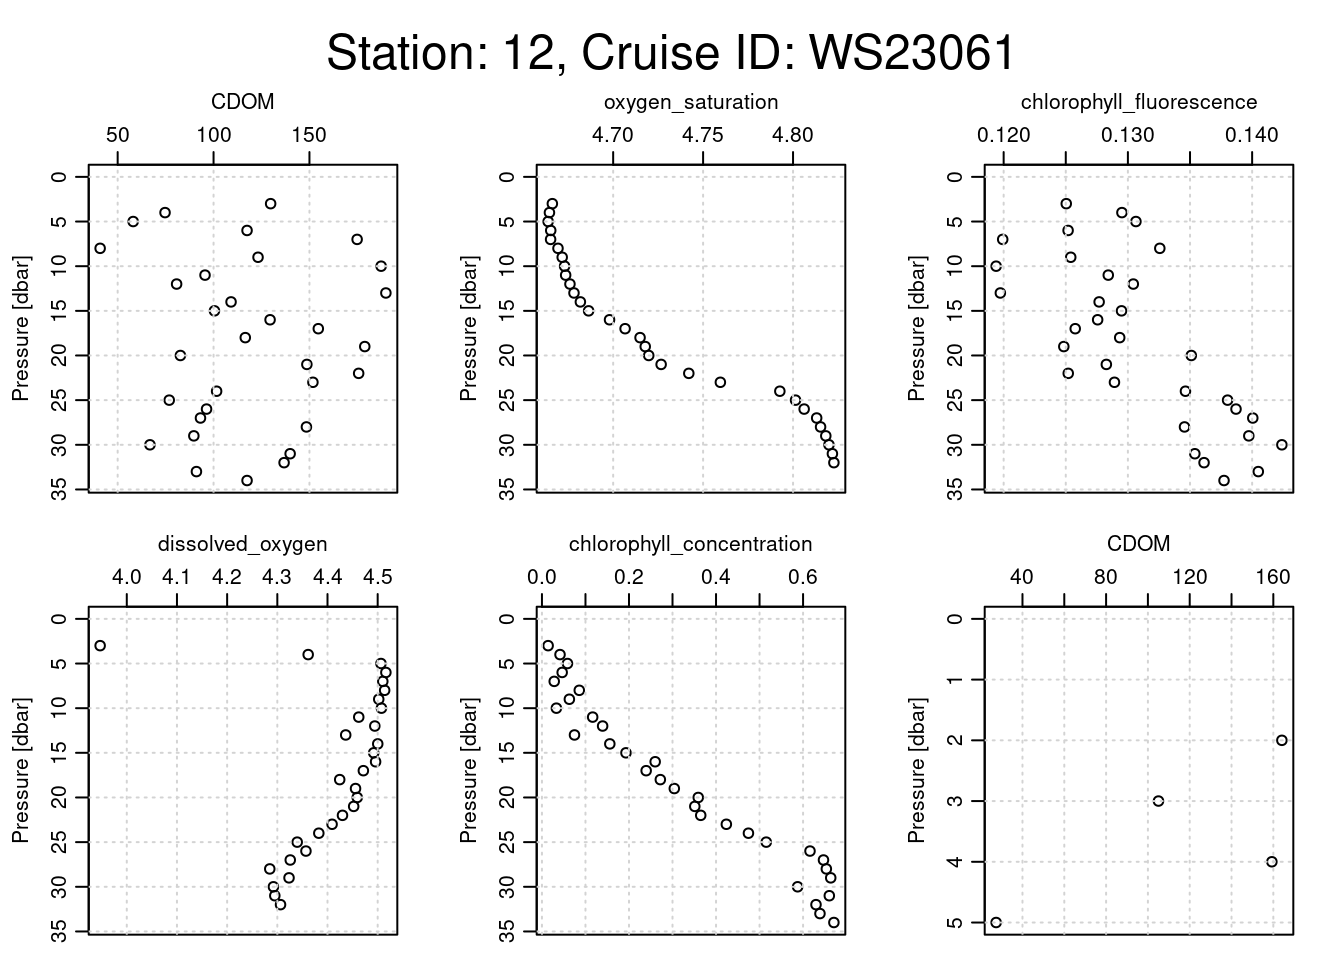 Station: 12, Cruise ID: WS23061
CDOM
50 100 150
Pressure [dbar]
0
5
10
15
20
25
30
35
oxygen_saturation
4.70 4.75 4.80
Pressure [dbar]
0
5
10
15
20
25
30
35
chlorophyll_fluorescence
0.120 0.130 0.140
Pressure [dbar]
0
5
10
15
20
25
30
35
dissolved_oxygen
4.0 4.1 4.2 4.3 4.4 4.5
Pressure [dbar]
0
5
10
15
20
25
30
35
chlorophyll_concentration
0.0 0.2 0.4 0.6
Pressure [dbar]
0
5
10
15
20
25
30
35
CDOM
40 80 120 160
Pressure [dbar]
0
1
2
3
4
5